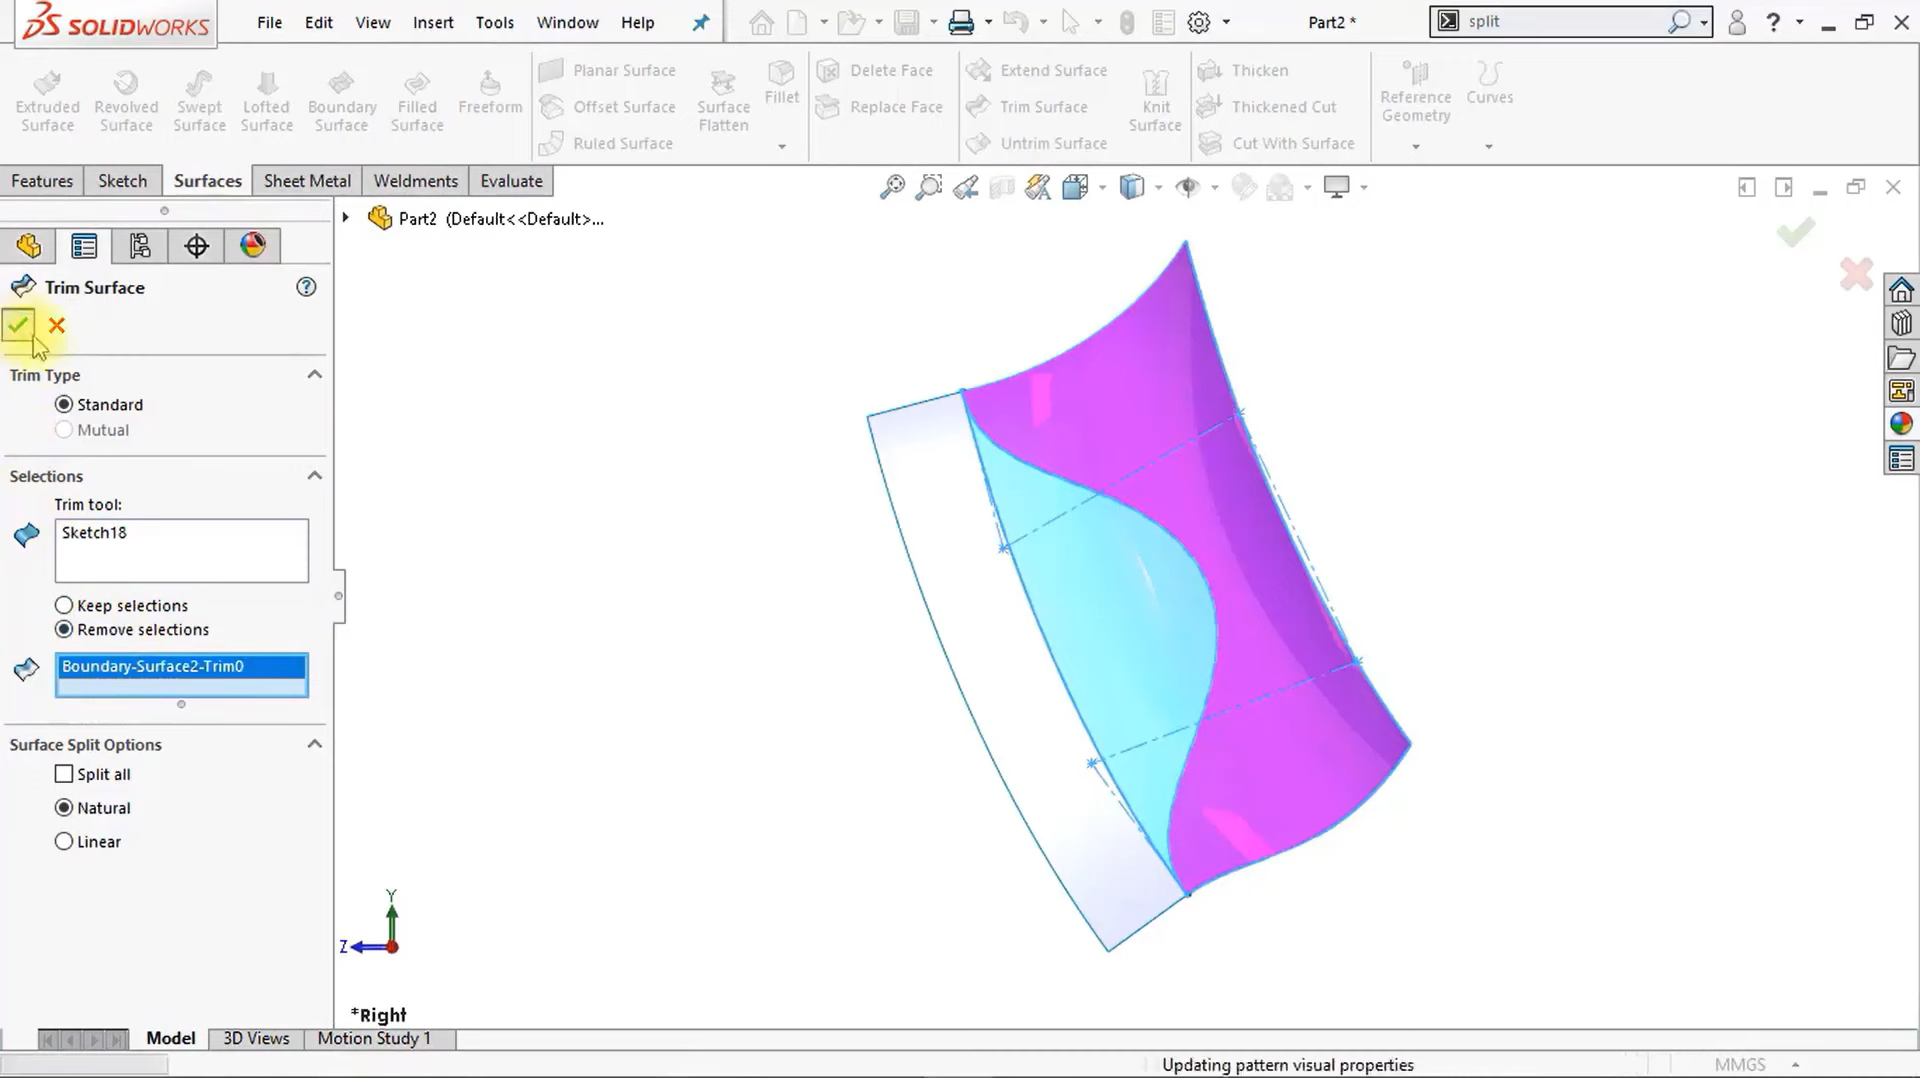 SOLIDWORKS File Edit View Insert Tools Window Help Part2 * split ?
Extruded Surface Revolved Surface Swept Surface Lofted Surface Boundary Surface Filled Surface Freeform
Planar Surface
Offset Surface
Ruled Surface
Surface Flatten
Fillet
Delete Face
Replace Face
Extend Surface
Trim Surface
Untrim Surface
Knit Surface
Thicken
Thickened Cut
Cut With Surface
Reference Geometry
Curves
Features Sketch Surfaces Sheet Metal Weldments Evaluate
Part2 (Default<<Default>...
Trim Surface
Trim Type
Standard
Mutual
Selections
Trim tool:
Sketch18
Keep selections
Remove selections
Boundary-Surface2-Trim0
Surface Split Options
Split all
Natural
Linear
Y
Z
*Right
Model 3D Views Motion Study 1
Updating pattern visual properties MMGS